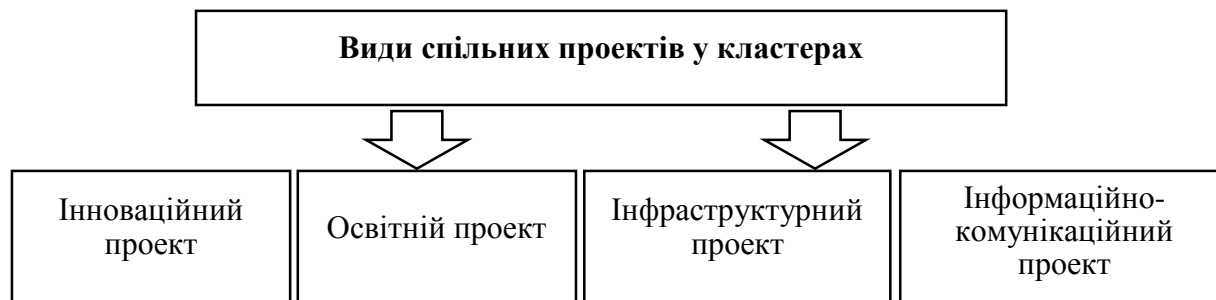 Види спільних проектів у кластерах
Інноваційний
проект
Освітній проект
Інфраструктурний
проект
Інформаційно-
комунікаційний
проект